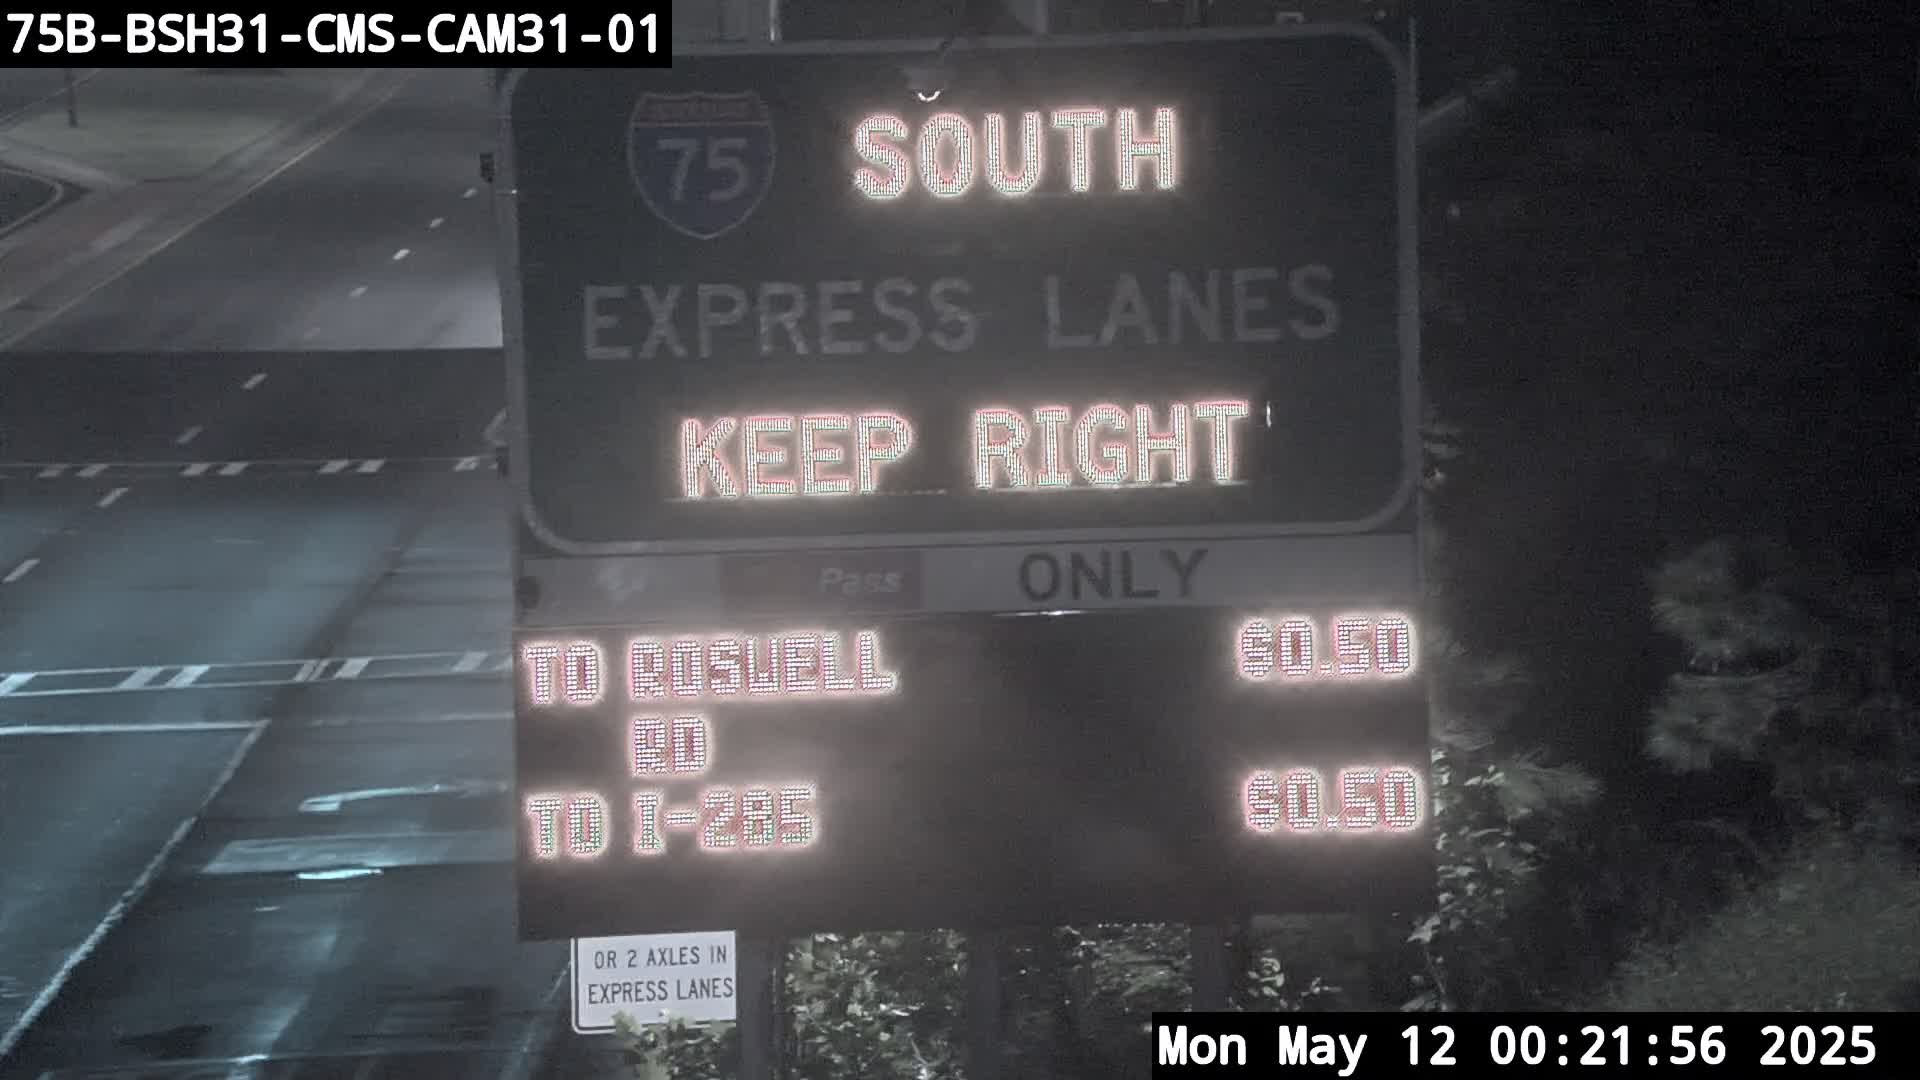 75B-BSH31-CMS-CAM31-01
75 SOUTH
EXPRESS LANES
KEEP RIGHT
Pass ONLY
TO ROSWELL $0.50
RD
TO I-285 $0.50
OR 2 AXLES IN
EXPRESS LANES
Mon May 12 00:21:56 2025